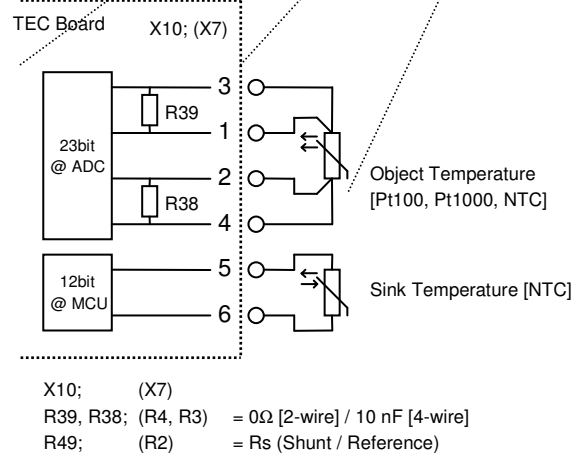 TEC Board X10; (X7)
3
R39
1
23bit
@ ADC
2
Object Temperature
[Pt100, Pt1000, NTC]
R38
4
5
12bit
@ MCU
Sink Temperature [NTC]
6
X10; (X7)
R39, R38; (R4, R3) = 0Ω [2-wire] / 10 nF [4-wire]
R49; (R2) = Rs (Shunt / Reference)